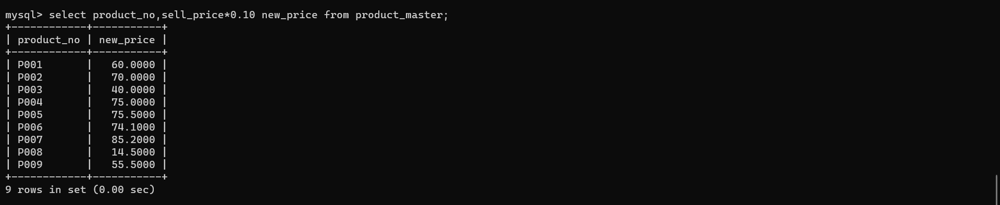 mysql> select product_no,sell_price*0.10 new_price from product_master;
+------------+-----------+
| product_no | new_price |
+------------+-----------+
| P001       |   60.0000 |
| P002       |   70.0000 |
| P003       |   40.0000 |
| P004       |   75.0000 |
| P005       |   75.5000 |
| P006       |   74.1000 |
| P007       |   85.2000 |
| P008       |   14.5000 |
| P009       |   55.5000 |
+------------+-----------+
9 rows in set (0.00 sec)